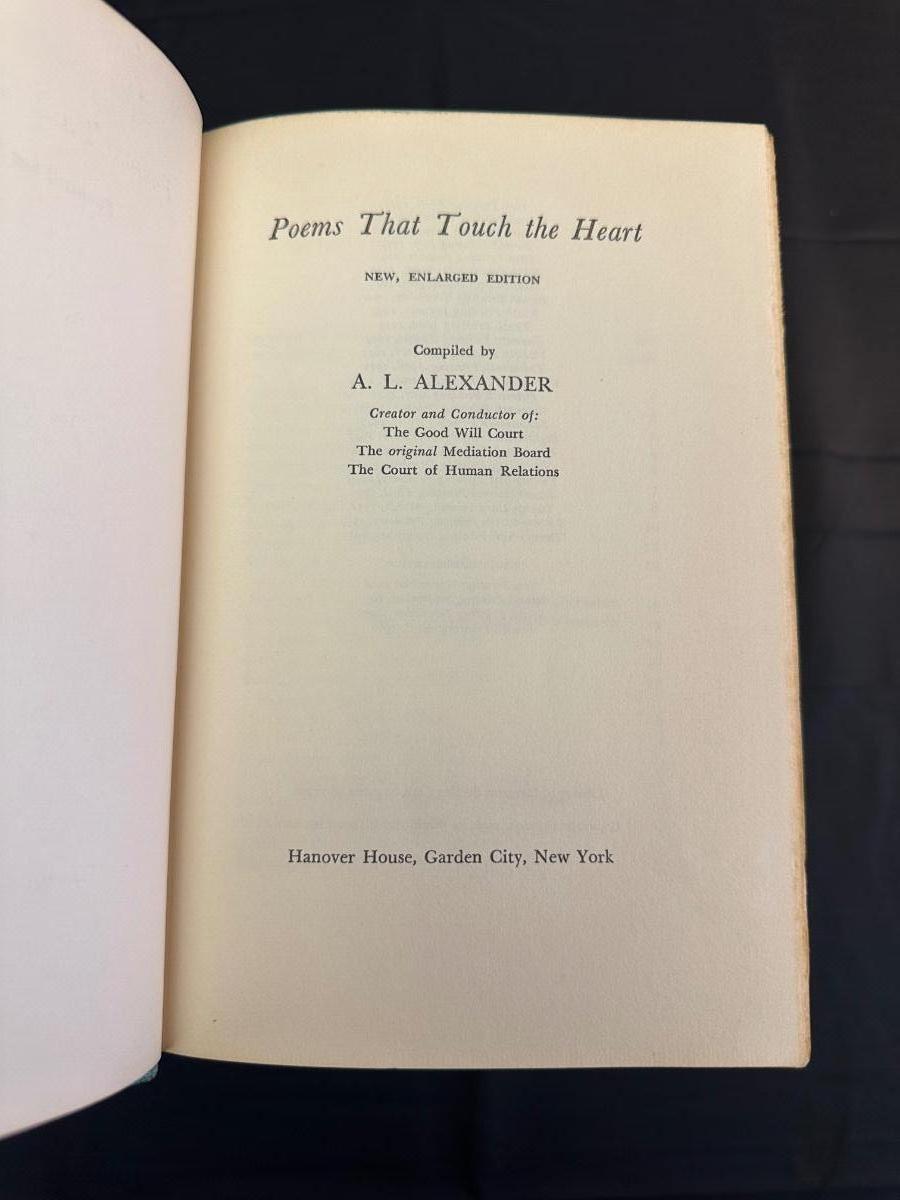 Poems That Touch the Heart
NEW, ENLARGED EDITION
Compiled by
A. L. ALEXANDER
Creator and Conductor of:
The Good Will Court
The original Mediation Board
The Court of Human Relations
Hanover House, Garden City, New York